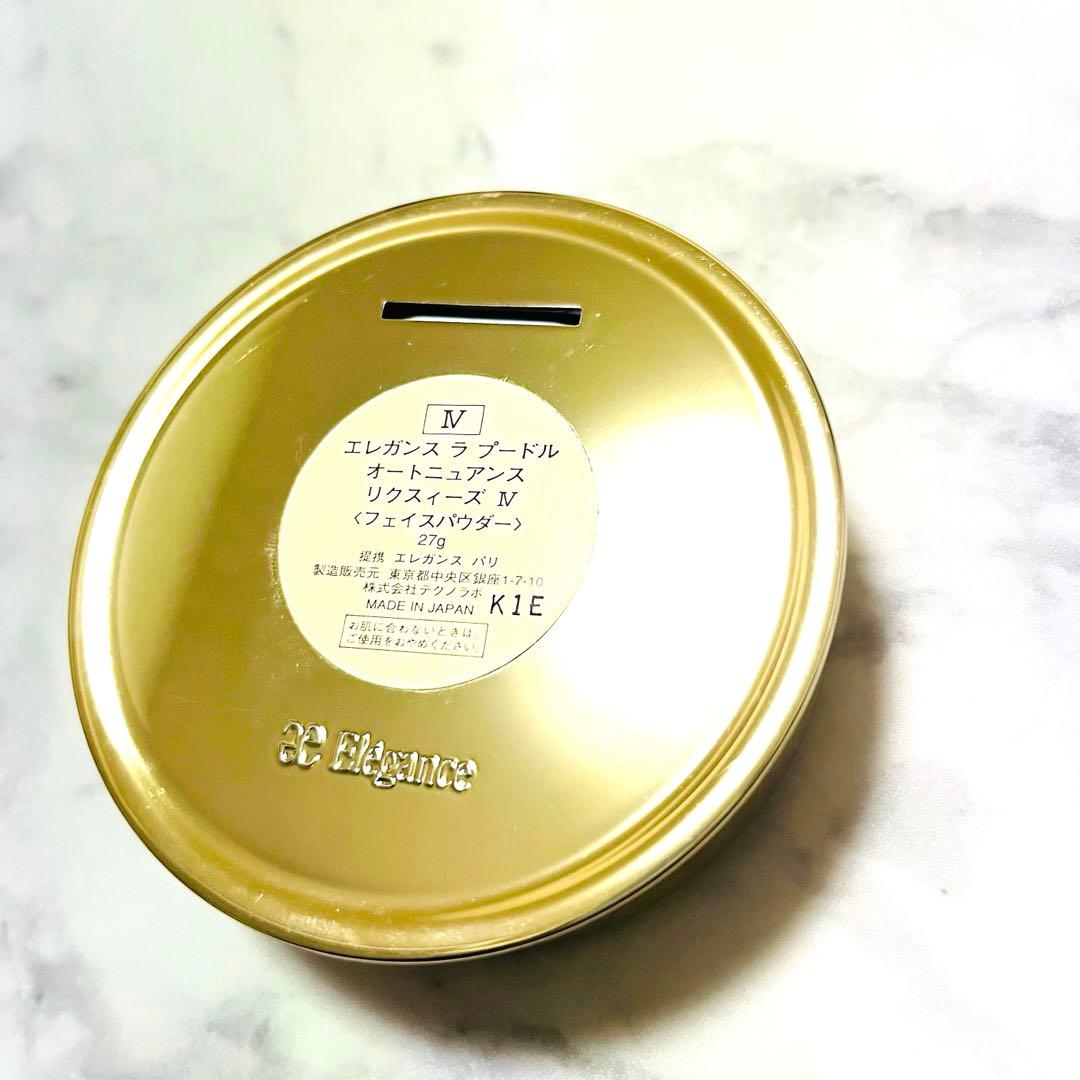 Ⅳ
エレガンス ラ プードル
オートニュアンス
リクスィーズ Ⅳ
〈フェイスパウダー〉
27g
提携 エレガンス パリ
製造販売元 東京都中央区銀座1-7-10
株式会社テクノラボ
MADE IN JAPAN K1E
お肌に合わないときは、
ご使用をおやめください。
Elégance